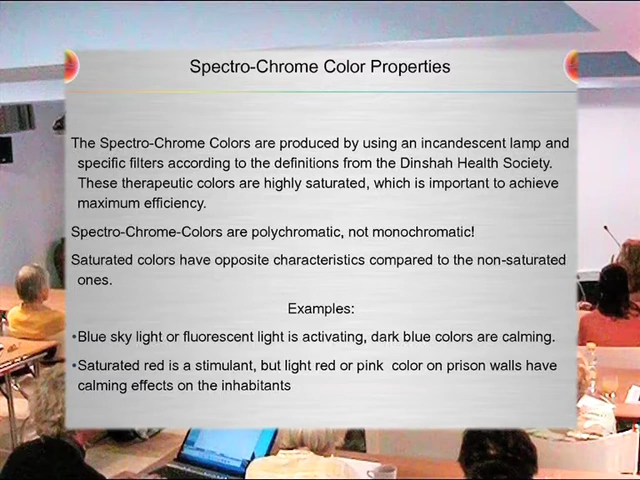 Spectro-Chrome Color Properties
The Spectro-Chrome Colors are produced by using an incandescent lamp and
specific filters according to the definitions from the Dinshah Health Society.
These therapeutic colors are highly saturated, which is important to achieve
maximum efficiency.
Spectro-Chrome-Colors are polychromatic, not monochromatic!
Saturated colors have opposite characteristics compared to the non-saturated
ones.
Examples:
•Blue sky light or fluorescent light is activating, dark blue colors are calming.
•Saturated red is a stimulant, but light red or pink color on prison walls have
calming effects on the inhabitants